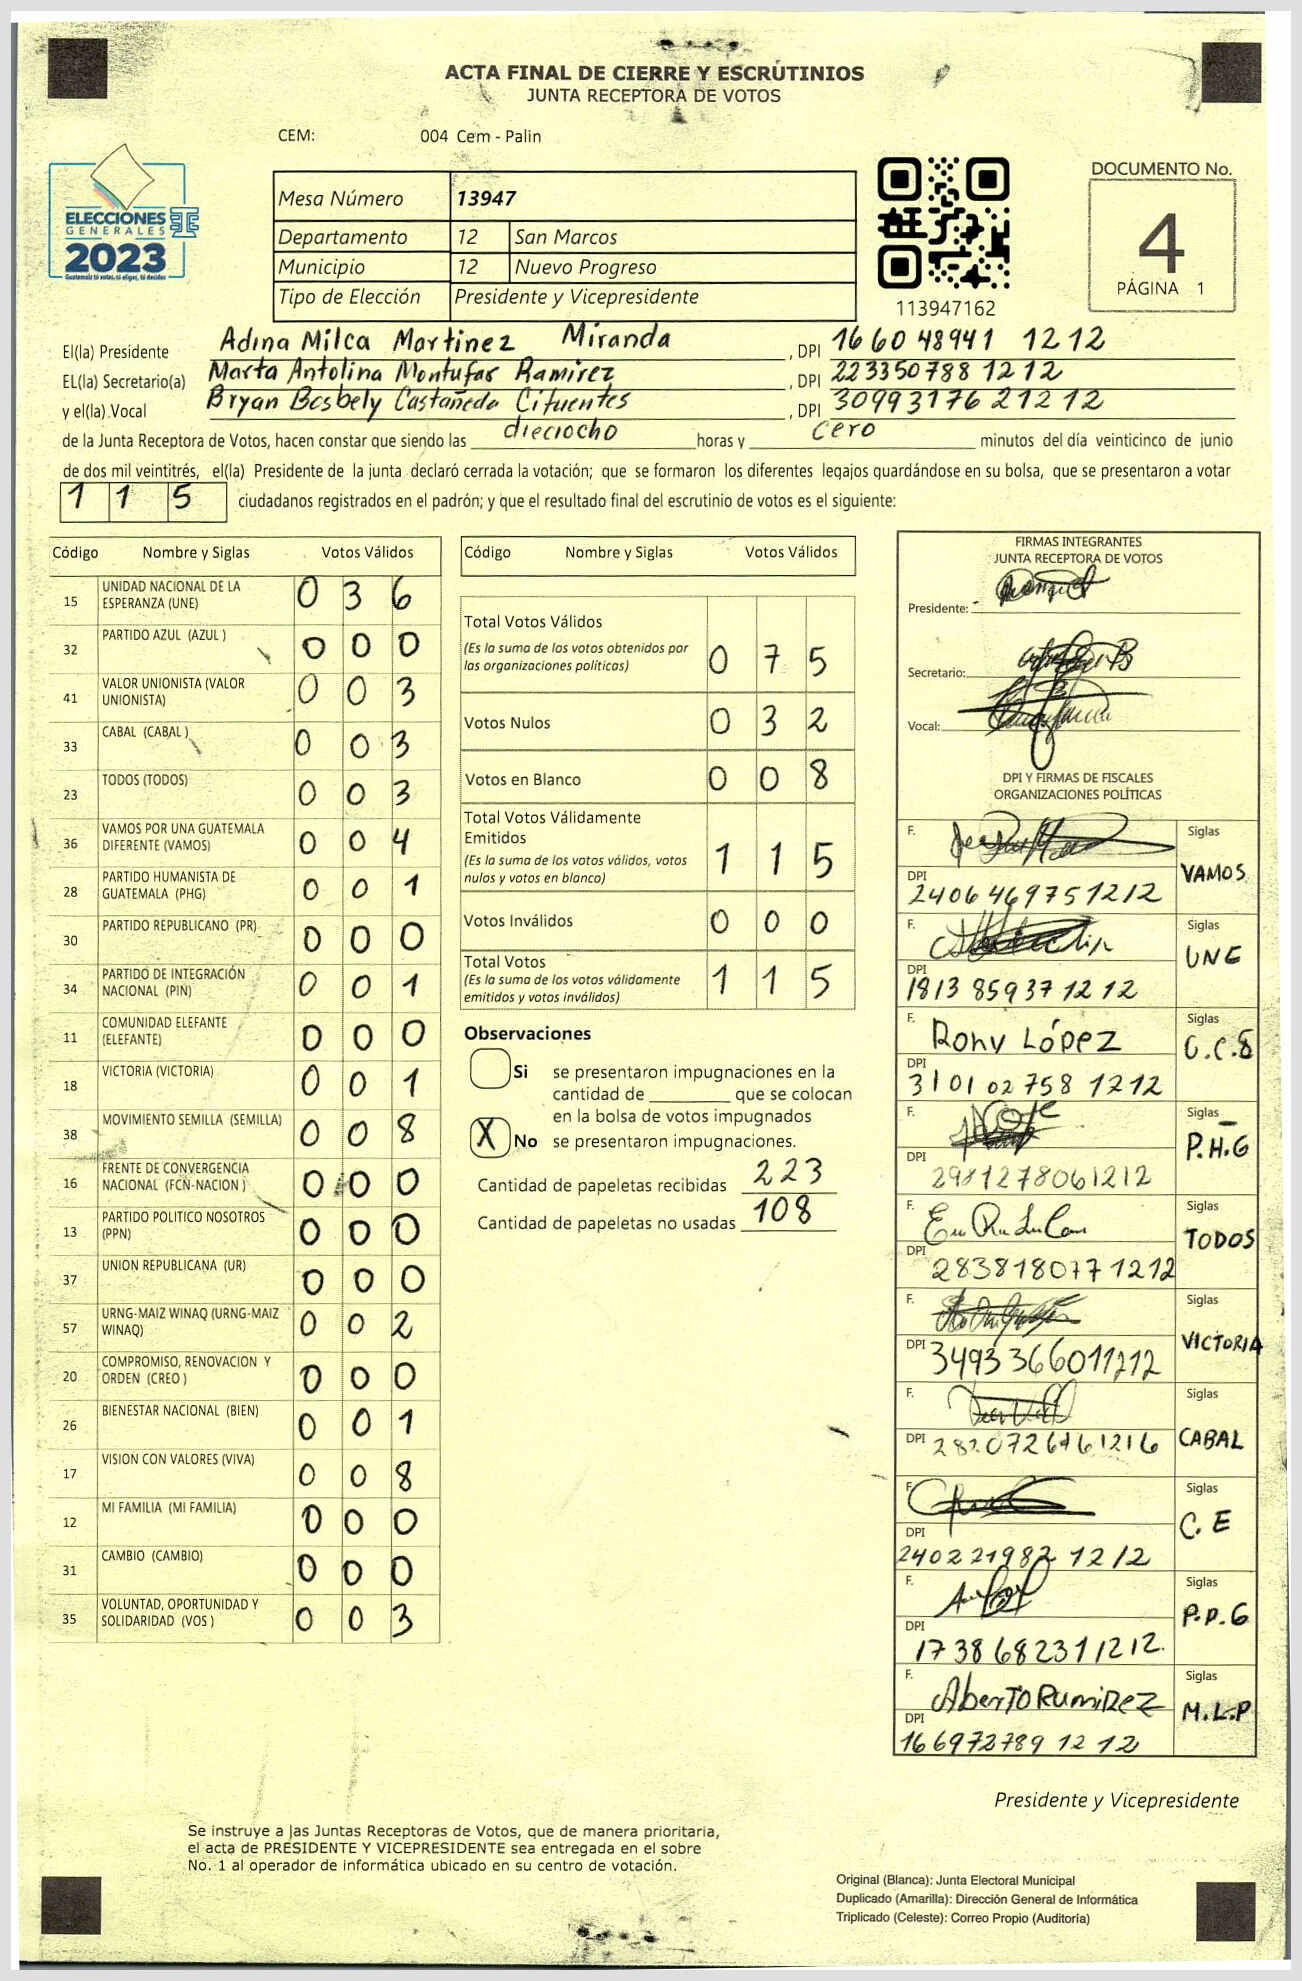 ACTA FINAL DE CIERRE Y ESCRUTINIOS
JUNTA RECEPTORA DE VOTOS
CEM: 004 Cem - Palin
ELECCIONES
GENERALES
2023
Guatemala tú votas, tú eliges, tú decides
Mesa Número 13947
Departamento 12 San Marcos
Municipio 12 Nuevo Progreso
Tipo de Elección Presidente y Vicepresidente
113947162
DOCUMENTO No.
4
PÁGINA 1
El(la) Presidente Adina Milca Martinez Miranda, DPI 1660 48941 1212
EL(la) Secretario(a) Marta Antolina Montufar Ramirez, DPI 223350788 1212
y el(la) Vocal Bryan Bosbely Castañeda Cifuentes, DPI 309931762 1212
de la Junta Receptora de Votos, hacen constar que siendo las dieciocho horas y cero minutos del día veinticinco de junio
de dos mil veintitrés, el(la) Presidente de la junta declaró cerrada la votación; que se formaron los diferentes legajos guardándose en su bolsa, que se presentaron a votar
1 1 5 ciudadanos registrados en el padrón; y que el resultado final del escrutinio de votos es el siguiente:
Código Nombre y Siglas Votos Válidos
15 UNIDAD NACIONAL DE LA ESPERANZA (UNE) 0 3 6
32 PARTIDO AZUL (AZUL ) 0 0 0
41 VALOR UNIONISTA (VALOR UNIONISTA) 0 0 3
33 CABAL (CABAL ) 0 0 3
23 TODOS (TODOS) 0 0 3
36 VAMOS POR UNA GUATEMALA DIFERENTE (VAMOS) 0 0 4
28 PARTIDO HUMANISTA DE GUATEMALA (PHG) 0 0 1
30 PARTIDO REPUBLICANO (PR) 0 0 0
34 PARTIDO DE INTEGRACIÓN NACIONAL (PIN) 0 0 1
11 COMUNIDAD ELEFANTE (ELEFANTE) 0 0 0
18 VICTORIA (VICTORIA) 0 0 1
38 MOVIMIENTO SEMILLA (SEMILLA) 0 0 8
16 FRENTE DE CONVERGENCIA NACIONAL (FCN-NACION ) 0 0 0
13 PARTIDO POLITICO NOSOTROS (PPN) 0 0 0
37 UNION REPUBLICANA (UR) 0 0 0
57 URNG-MAIZ WINAQ (URNG-MAIZ WINAQ) 0 0 2
20 COMPROMISO, RENOVACION Y ORDEN (CREO ) 0 0 0
26 BIENESTAR NACIONAL (BIEN) 0 0 1
17 VISION CON VALORES (VIVA) 0 0 8
12 MI FAMILIA (MI FAMILIA) 0 0 0
31 CAMBIO (CAMBIO) 0 0 0
35 VOLUNTAD, OPORTUNIDAD Y SOLIDARIDAD (VOS ) 0 0 3
Código Nombre y Siglas Votos Válidos
Total Votos Válidos
(Es la suma de los votos obtenidos por
las organizaciones políticas) 0 7 5
Votos Nulos 0 3 2
Votos en Blanco 0 0 8
Total Votos Válidamente
Emitidos
(Es la suma de los votos válidos, votos
nulos y votos en blanco) 1 1 5
Votos Inválidos 0 0 0
Total Votos
(Es la suma de los votos válidamente
emitidos y votos inválidos) 1 1 5
Observaciones
Si se presentaron impugnaciones en la
cantidad de ________ que se colocan
en la bolsa de votos impugnados
X No se presentaron impugnaciones.
Cantidad de papeletas recibidas 223
Cantidad de papeletas no usadas 108
FIRMAS INTEGRANTES
JUNTA RECEPTORA DE VOTOS
Presidente:
Secretario:
Vocal:
DPI Y FIRMAS DE FISCALES
ORGANIZACIONES POLÍTICAS
F. Siglas
VAMOS
DPI 2406 46975 1212
F. Siglas
UNE
DPI 1813 85937 12 12
F. Rony López Siglas
DPI 3101 02 758 1212
F. Siglas
P.H.G
DPI 2981278061212
F. Siglas
TODOS
DPI 2838180771212
F. Siglas
VICTORIA
DPI 3493 366011212
F. Siglas
CABAL
DPI
F. Siglas
C. E
DPI 240221982 1212
F. Siglas
P.P.G
DPI 1738 68231 1212.
F. Aberto Ramirez Siglas
M.L.P
DPI 166972789 12 12
Presidente y Vicepresidente
Se instruye a las Juntas Receptoras de Votos, que de manera prioritaria,
el acta de PRESIDENTE Y VICEPRESIDENTE sea entregada en el sobre
No. 1 al operador de informática ubicado en su centro de votación.
Original (Blanca): Junta Electoral Municipal
Duplicado (Amarilla): Dirección General de Informática
Triplicado (Celeste): Correo Propio (Auditoría)